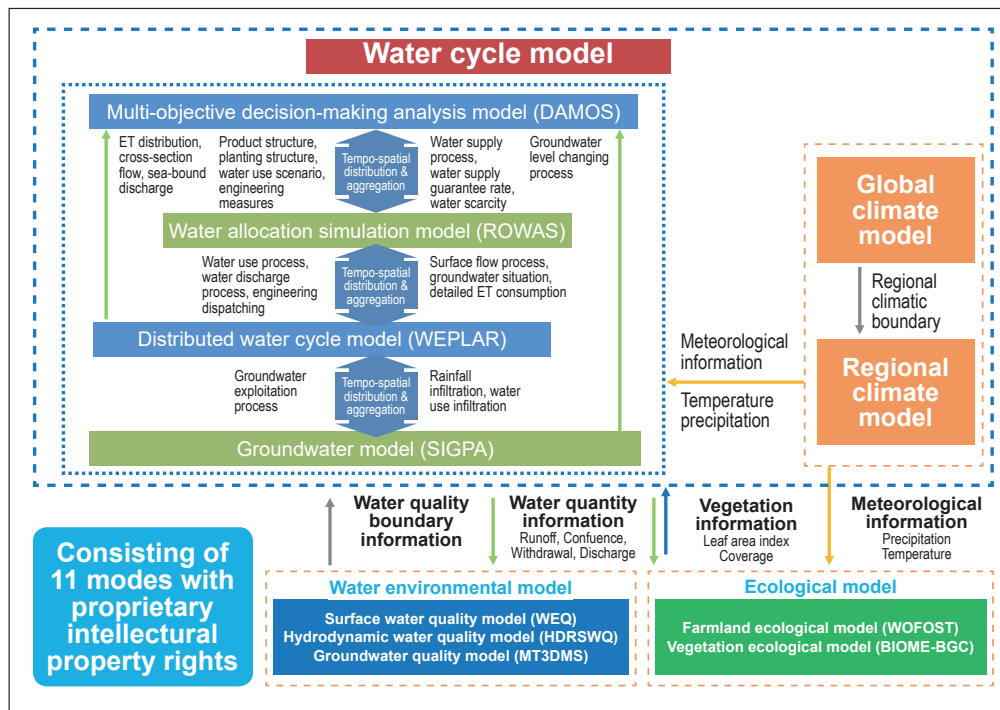 Water cycle model
Multi-objective decision-making analysis model (DAMOS)
ET distribution,
cross-section
flow, sea-bound
discharge
Product structure,
planting structure,
water use scenario,
engineering
measures
Tempo-spatial
distribution &
aggregation
Water supply
process,
water supply
guarantee rate,
water scarcity
Groundwater
level changing
process
Water allocation simulation model (ROWAS)
Water use process,
water discharge
process, engineering
dispatching
Tempo-spatial
distribution &
aggregation
Surface flow process,
groundwater situation,
detailed ET consumption
Distributed water cycle model (WEPLAR)
Groundwater
exploitation
process
Tempo-spatial
distribution &
aggregation
Rainfall
infiltration, water
use infiltration
Groundwater model (SIGPA)
Global
climate
model
Regional
climatic
boundary
Regional
climate
model
Meteorological
information
Temperature
precipitation
Water quality
boundary
information
Water quantity
information
Runoff, Confuence,
Withdrawal, Discharge
Vegetation
information
Leaf area index
Coverage
Meteorological
information
Precipitation
Temperature
Consisting of
11 modes with
proprietary
intellectural
property rights
Water environmental model
Surface water quality model (WEQ)
Hydrodynamic water quality model (HDRSWQ)
Groundwater quality model (MT3DMS)
Ecological model
Farmland ecological model (WOFOST)
Vegetation ecological model (BIOME-BGC)